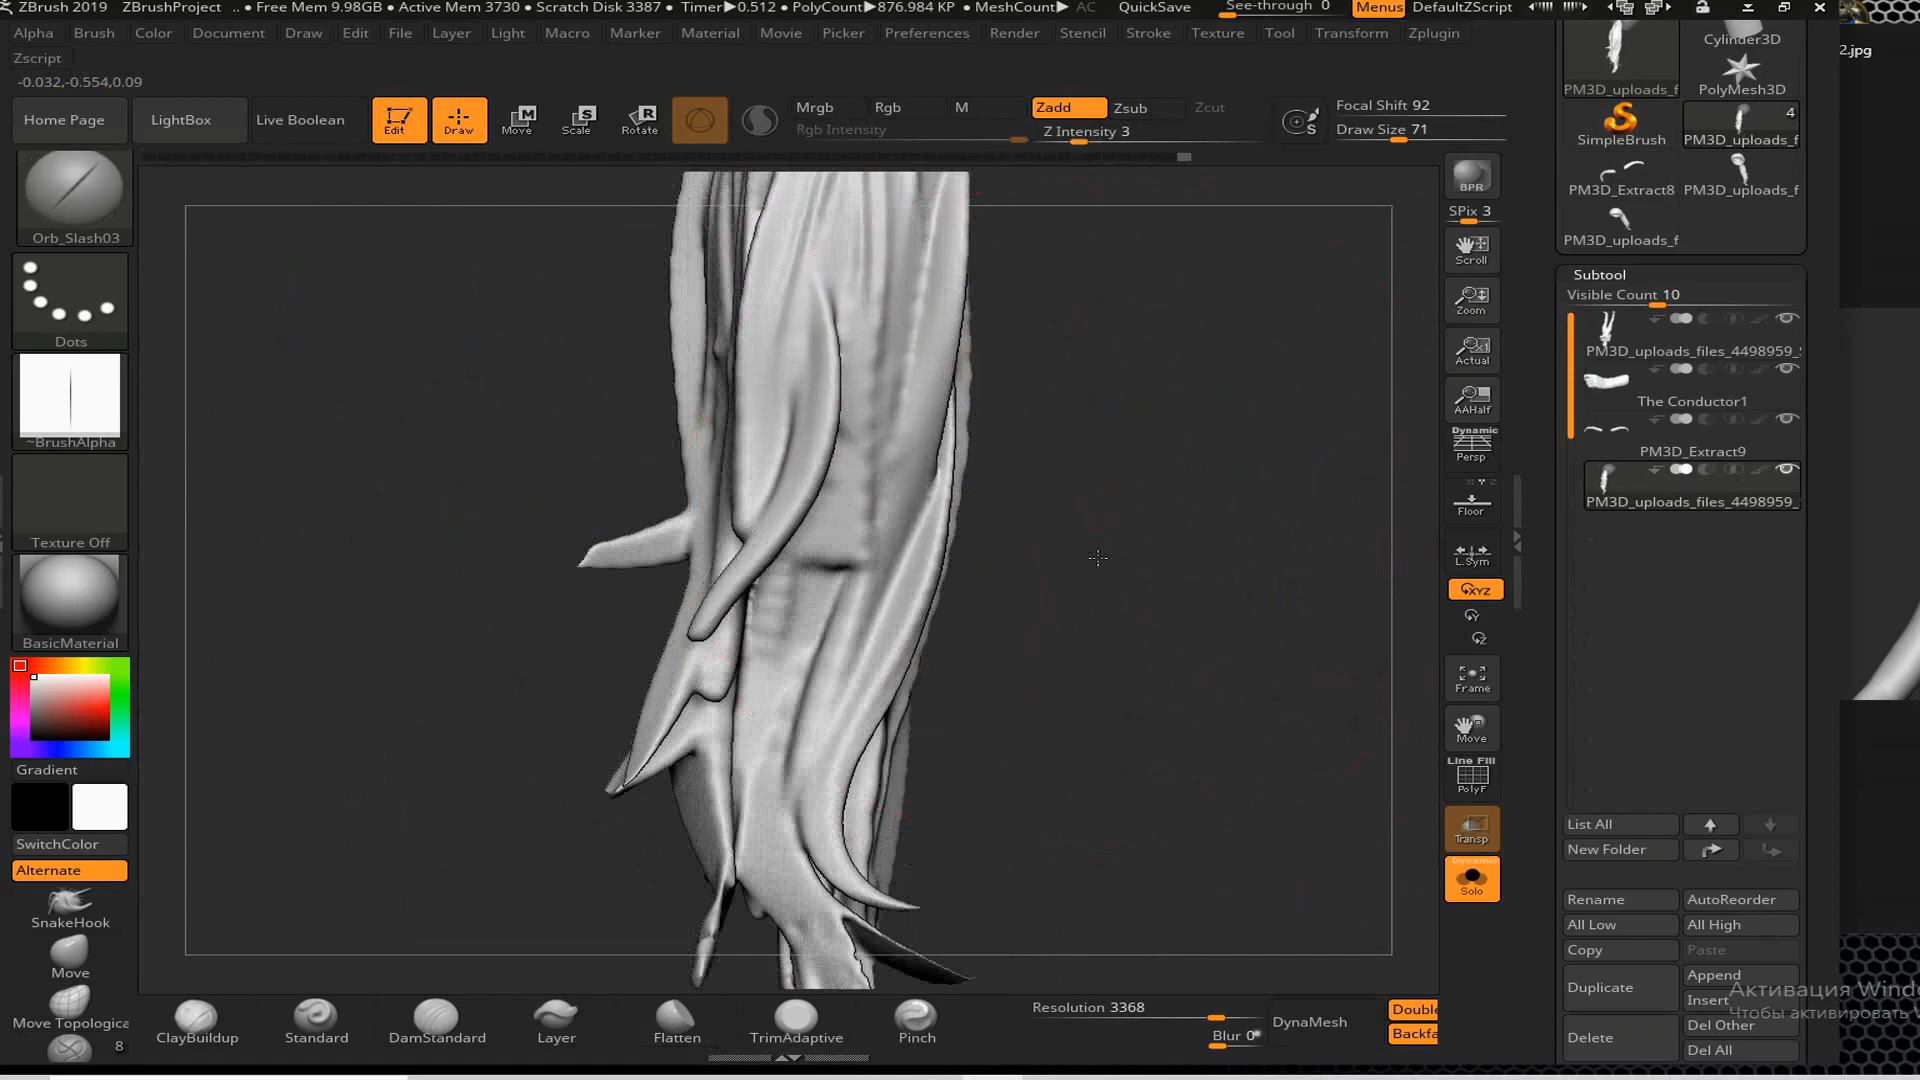 ZBrush 2019 ZBrushProject .. • Free Mem 9.98GB • Active Mem 3730 • Scratch Disk 3387 • Timer▶0.512 • PolyCount▶876.984 KP • MeshCount▶ AC QuickSave See-through 0 Menus DefaultZScript
Alpha Brush Color Document Draw Edit File Layer Light Macro Marker Material Movie Picker Preferences Render Stencil Stroke Texture Tool Transform Zplugin
Zscript
-0.032,-0.554,0.09
Home Page LightBox Live Boolean Edit Draw Move Scale Rotate
Mrgb Rgb M Zadd Zsub Zcut
Rgb Intensity Z Intensity 3
Focal Shift 92
Draw Size 71
2.jpg
Orb_Slash03
Dots
~BrushAlpha
Texture Off
BasicMaterial
Gradient
SwitchColor
Alternate
SnakeHook
Move
Move Topologica
8
BPR
SPix 3
Scroll
Zoom
Actual
AAHalf
Dynamic
Persp
Floor
L.Sym
XYZ
Y
Z
Frame
Move
Line Fill
PolyF
Transp
Dynamic
Solo
Cylinder3D
PM3D_uploads_f PolyMesh3D
4
SimpleBrush PM3D_uploads_f
PM3D_Extract8 PM3D_uploads_f
PM3D_uploads_f
Subtool
Visible Count 10
PM3D_uploads_files_4498959_
The Conductor1
PM3D_Extract9
PM3D_uploads_files_4498959_
List All
New Folder
Rename AutoReorder
All Low All High
Copy Paste
Duplicate Append
Insert
Del Other
Delete Del All
Активация Windo
Чтобы активировать
ClayBuildup Standard DamStandard Layer Flatten TrimAdaptive Pinch
Resolution 3368
Blur 0
DynaMesh
Double
Backfa